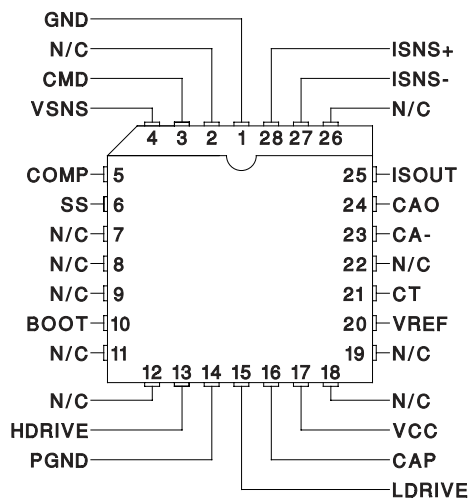 GND
N/C
ISNS+
CMD
ISNS-
VSNS
N/C
4 3 2 1 28 27 26
COMP 5 25 ISOUT
SS 6 24 CAO
N/C 7 23 CA-
N/C 8 22 N/C
N/C 9 21 CT
BOOT 10 20 VREF
N/C 11 19 N/C
12 13 14 15 16 17 18
N/C
N/C
HDRIVE
VCC
PGND
CAP
LDRIVE